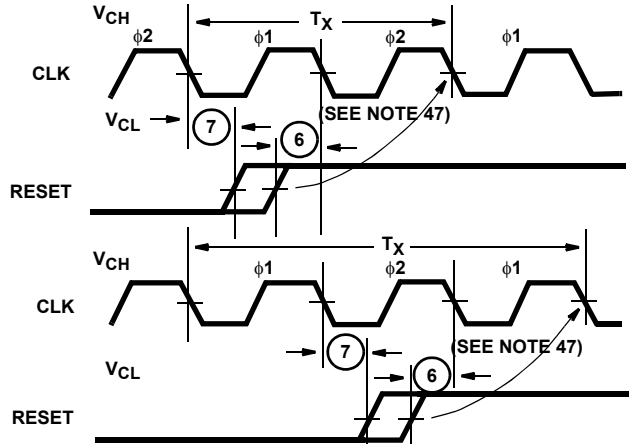 VCH TX
ϕ2 ϕ1 ϕ2 ϕ1
CLK
(SEE NOTE 47)
VCL 7 6
RESET
TX
VCH ϕ1 ϕ2 ϕ1
CLK
(SEE NOTE 47)
7
VCL 6
RESET